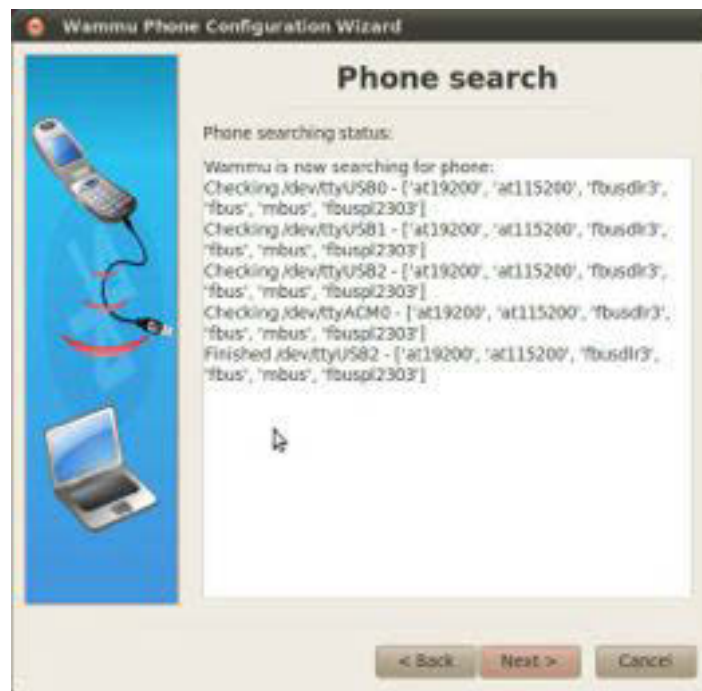 Wammu Phone Configuration Wizard
Phone search
Phone searching status:
Wammu is now searching for phone:
Checking /dev/ttyUSB0 - ['at19200', 'at115200', 'fbusdlr3',
'fbus', 'mbus', 'fbuspl2303']
Checking /dev/ttyUSB1 - ['at19200', 'at115200', 'fbusdlr3',
'fbus', 'mbus', 'fbuspl2303']
Checking /dev/ttyUSB2 - ['at19200', 'at115200', 'fbusdlr3',
'fbus', 'mbus', 'fbuspl2303']
Checking /dev/ttyACM0 - ['at19200', 'at115200', 'fbusdlr3',
'fbus', 'mbus', 'fbuspl2303']
Finished /dev/ttyUSB2 - ['at19200', 'at115200', 'fbusdlr3',
'fbus', 'mbus', 'fbuspl2303']
< Back Next > Cancel